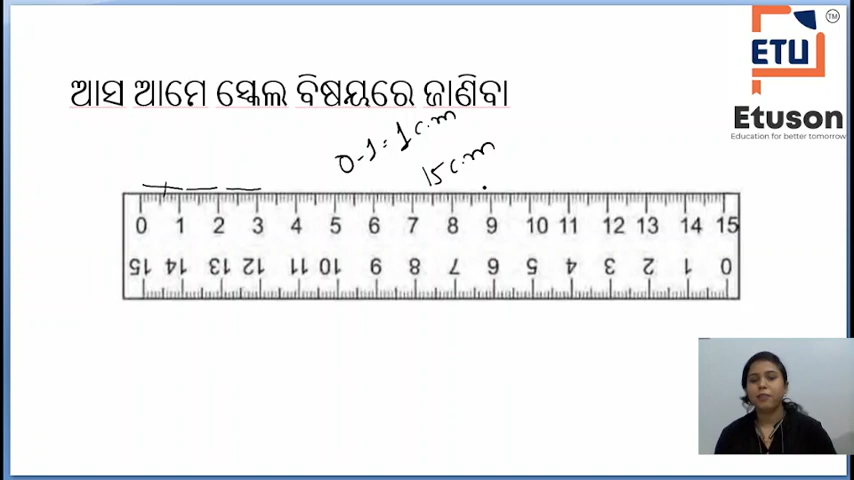 ETU
TM
Etuson
Education for better tomorrow
ଆସ ଆମେ ସ୍କେଲ ବିଷୟରେ ଜାଣିବା
0-1=1 c.m
15 c.m
0 1 2 3 4 5 6 7 8 9 10 11 12 13 14 15
15 14 13 12 11 10 9 8 7 6 5 4 3 2 1 0